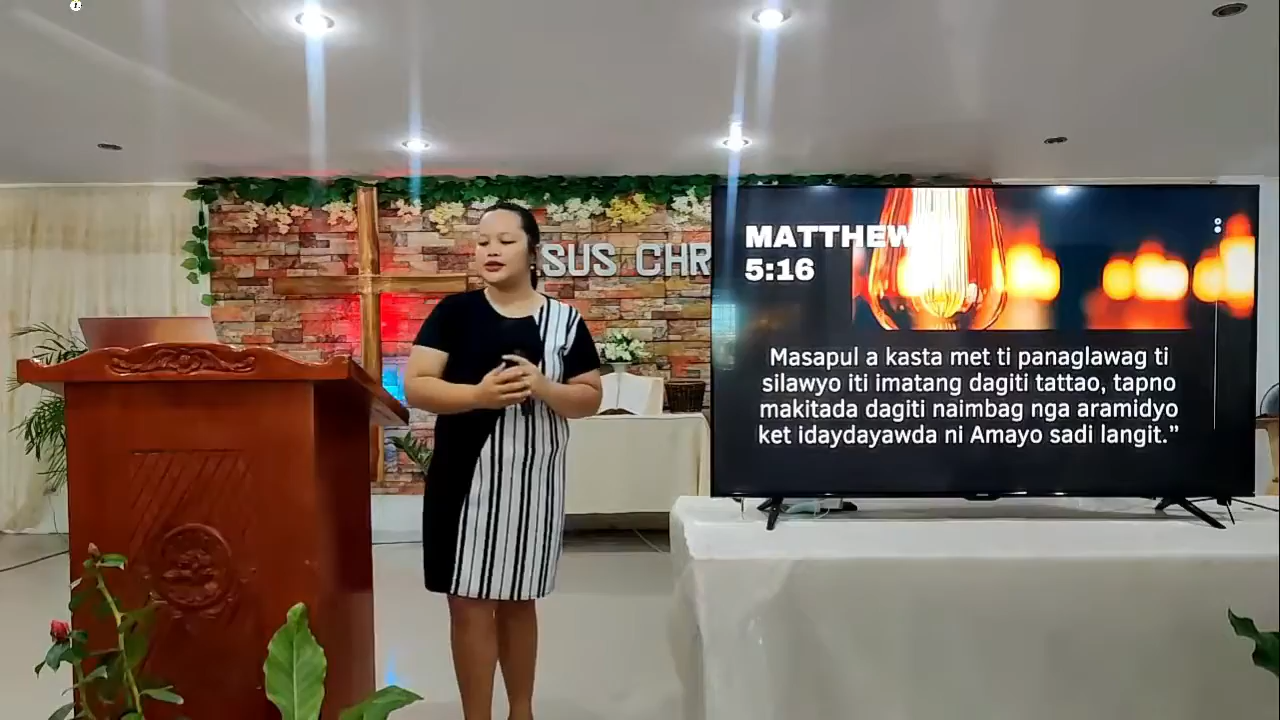 SUS CHR
MATTHEW
5:16
Masapul a kasta met ti panaglawag ti
silawyo iti imatang dagiti tattao, tapno
makitada dagiti naimbag nga aramidyo
ket idaydayawda ni Amayo sadi langit.”